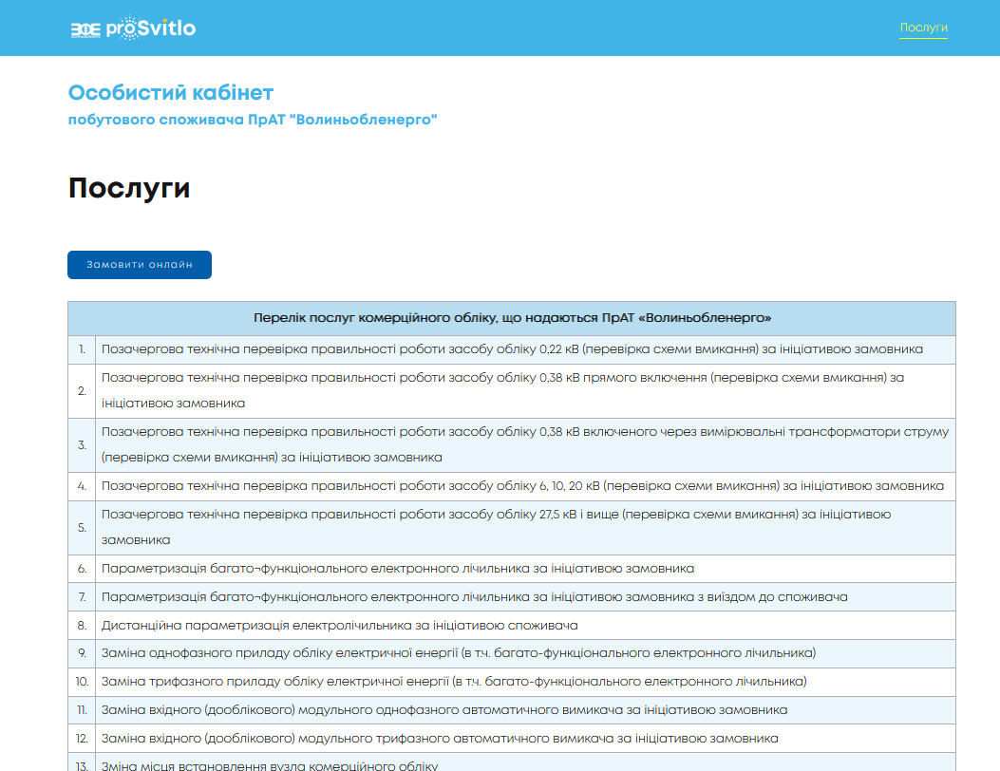 proSvitlo
Послуги
Особистий кабінет
побутового споживача ПрАТ "Волиньобленерго"
Послуги
Замовити онлайн
Перелік послуг комерційного обліку, що надаються ПрАТ «Волиньобленерго»
1. Позачергова технічна перевірка правильності роботи засобу обліку 0,22 кВ (перевірка схеми вмикання) за ініціативою замовника
2. Позачергова технічна перевірка правильності роботи засобу обліку 0,38 кВ прямого включення (перевірка схеми вмикання) за
ініціативою замовника
3. Позачергова технічна перевірка правильності роботи засобу обліку 0,38 кВ включеного через вимірювальні трансформатори струму
(перевірка схеми вмикання) за ініціативою замовника
4. Позачергова технічна перевірка правильності роботи засобу обліку 6, 10, 20 кВ (перевірка схеми вмикання) за ініціативою замовника
5. Позачергова технічна перевірка правильності роботи засобу обліку 27,5 кВ і вище (перевірка схеми вмикання) за ініціативою
замовника
6. Параметризація багато¬функціонального електронного лічильника за ініціативою замовника
7. Параметризація багато¬функціонального електронного лічильника за ініціативою замовника з виїздом до споживача
8. Дистанційна параметризація електролічильника за ініціативою споживача
9. Заміна однофазного приладу обліку електричної енергії (в т.ч. багато-функціонального електронного лічильника)
10. Заміна трифазного приладу обліку електричної енергії (в т.ч. багато-функціонального електронного лічильника)
11. Заміна вхідного (дооблікового) модульного однофазного автоматичного вимикача за ініціативою замовника
12. Заміна вхідного (дооблікового) модульного трифазного автоматичного вимикача за ініціативою замовника
13. Зміна місця встановлення вузла комерційного обліку